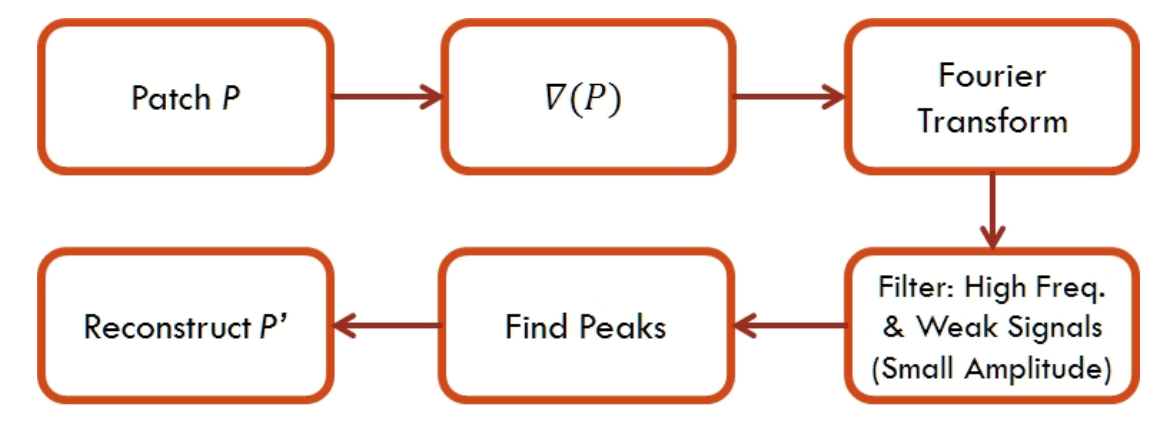 Patch P
∇(P)
Fourier
Transform
Filter: High Freq.
& Weak Signals
(Small Amplitude)
Find Peaks
Reconstruct P’